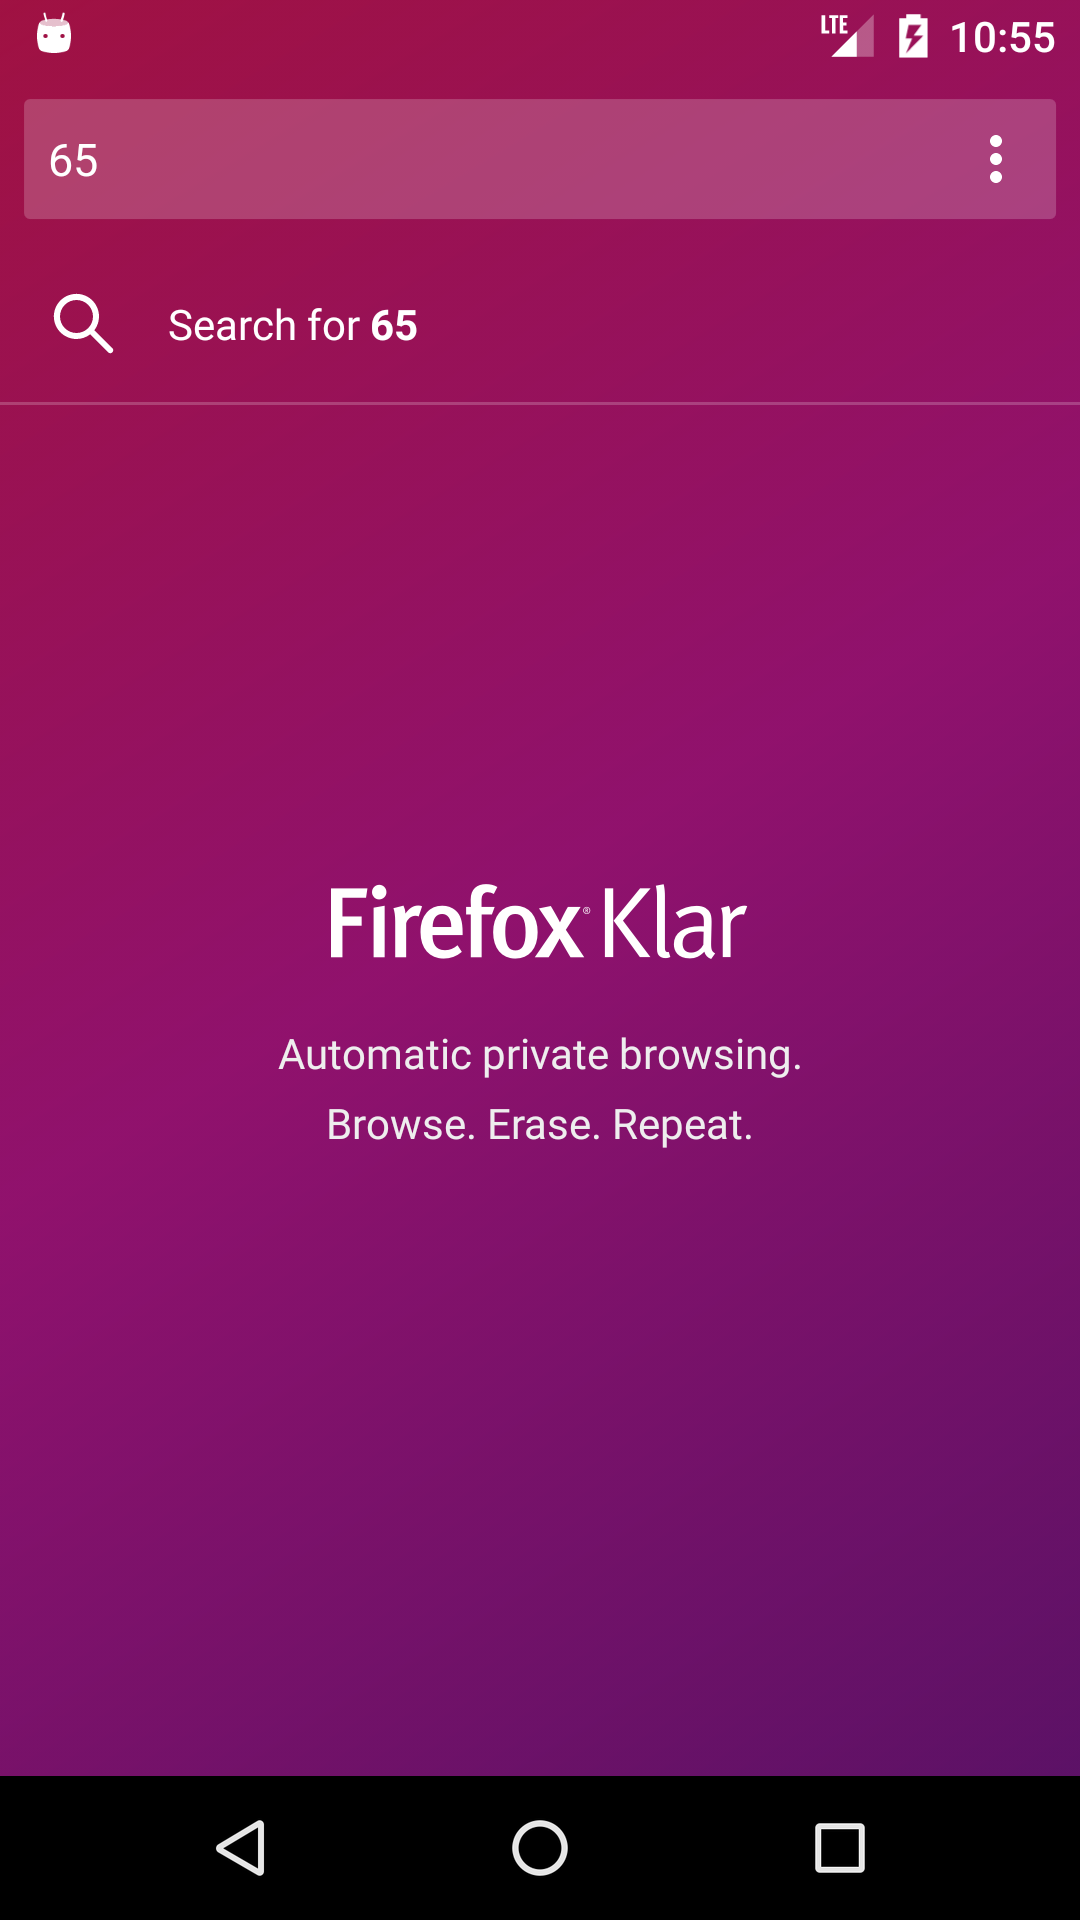 LTE 10:55
65
Search for 65
Firefox® Klar
Automatic private browsing.
Browse. Erase. Repeat.